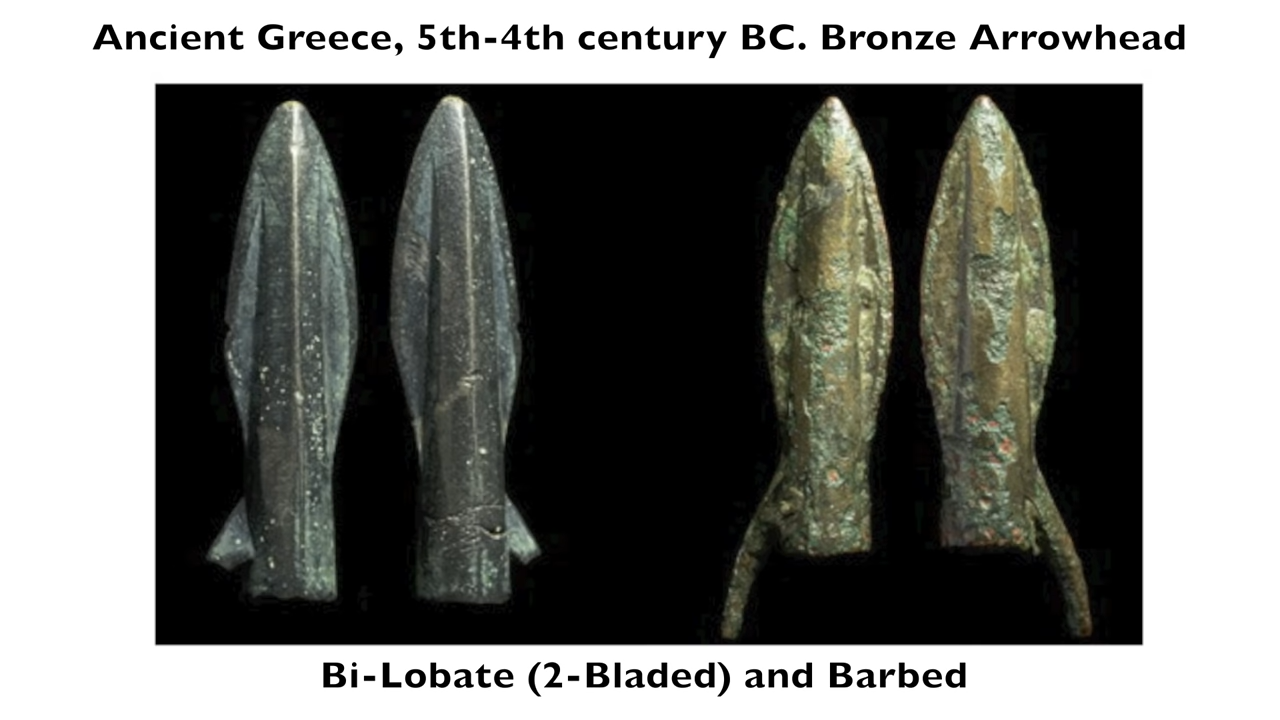 Ancient Greece, 5th-4th century BC. Bronze Arrowhead
Bi-Lobate (2-Bladed) and Barbed